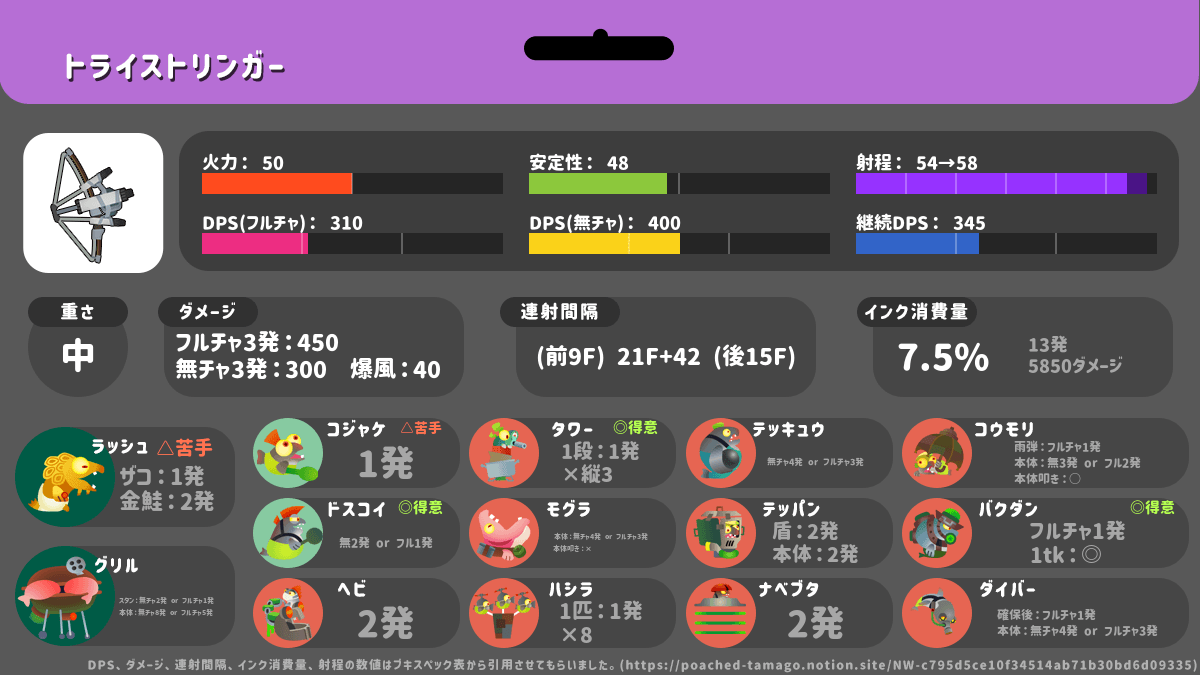 トライストリンガー
火力： 50
安定性： 48
射程： 54→58
DPS(フルチャ)： 310
DPS(無チャ)： 400
継続DPS： 345
重さ
中
ダメージ
フルチャ3発：450
無チャ3発：300　爆風：40
連射間隔
(前9F) 21F+42 (後15F)
インク消費量
7.5%
13発
5850ダメージ
ラッシュ △苦手
ザコ：1発
金鮭：2発
グリル
スタン：無チャ2発 or フルチャ1発
本体：無チャ8発 or フルチャ5発
コジャケ △苦手
1発
タワー ◎得意
1段：1発
×縦3
テッキュウ
無チャ4発 or フルチャ3発
コウモリ
雨弾：フルチャ1発
本体：無3発 or フル2発
本体叩き：○
ドスコイ ◎得意
無2発 or フル1発
モグラ
本体：無チャ4発 or フルチャ3発
本体叩き：×
テッパン
盾：2発
本体：2発
バクダン ◎得意
フルチャ1発
1tk：◎
ヘビ
2発
ハシラ
1匹：1発
×8
ナベブタ
2発
ダイバー
確保後：フルチャ1発
本体：無チャ4発 or フルチャ3発
DPS、ダメージ、連射間隔、インク消費量、射程の数値はブキスペック表から引用させてもらいました。(https://poached-tamago.notion.site/NW-c795d5ce10f34514ab71b30bd6d09335)